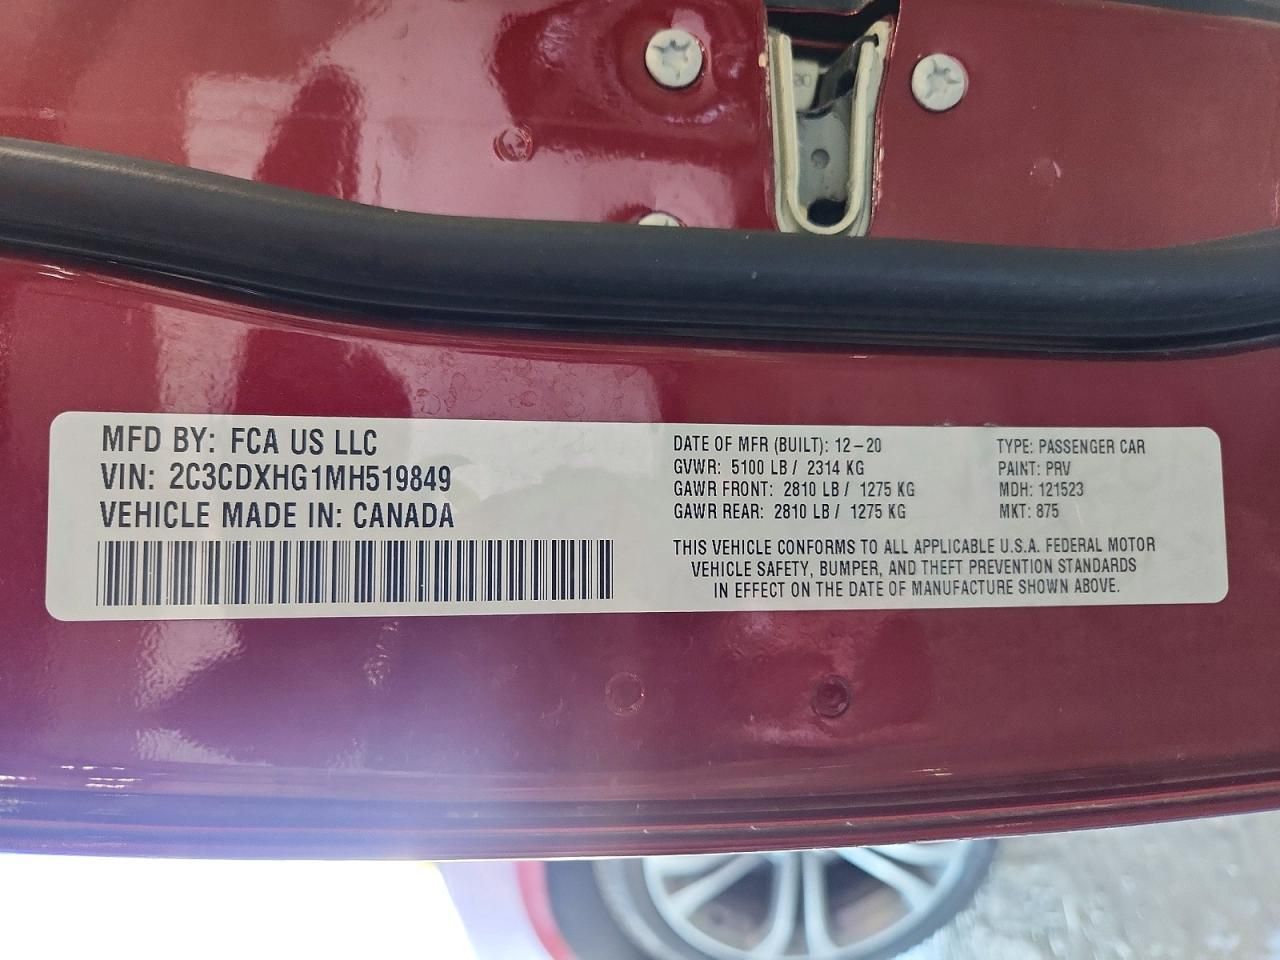 MFD BY: FCA US LLC
VIN: 2C3CDXHG1MH519849
VEHICLE MADE IN: CANADA
DATE OF MFR (BUILT): 12-20
GVWR: 5100 LB / 2314 KG
GAWR FRONT: 2810 LB / 1275 KG
GAWR REAR: 2810 LB / 1275 KG
TYPE: PASSENGER CAR
PAINT: PRV
MDH: 121523
MKT: 875
THIS VEHICLE CONFORMS TO ALL APPLICABLE U.S.A. FEDERAL MOTOR
VEHICLE SAFETY, BUMPER, AND THEFT PREVENTION STANDARDS
IN EFFECT ON THE DATE OF MANUFACTURE SHOWN ABOVE.